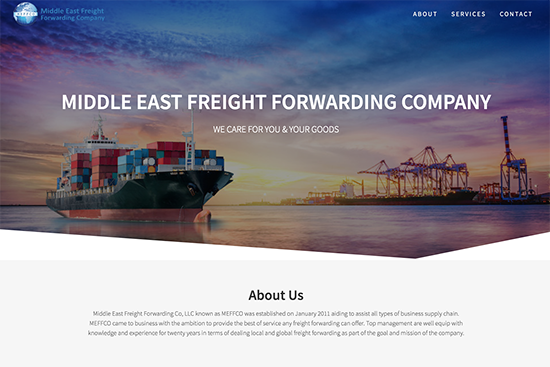 MEFFCO
Middle East Freight
Forwarding Company
ABOUT
SERVICES
CONTACT
MIDDLE EAST FREIGHT FORWARDING COMPANY
WE CARE FOR YOU & YOUR GOODS
About Us
Middle East Freight Forwarding Co, LLC known as MEFFCO was established on January 2011 aiding to assist all types of business supply chain.
MEFFCO came to business with the ambition to provide the best of service any freight forwarding can offer. Top management are well equip with
knowledge and experience for twenty years in terms of dealing local and global freight forwarding as part of the goal and mission of the company.